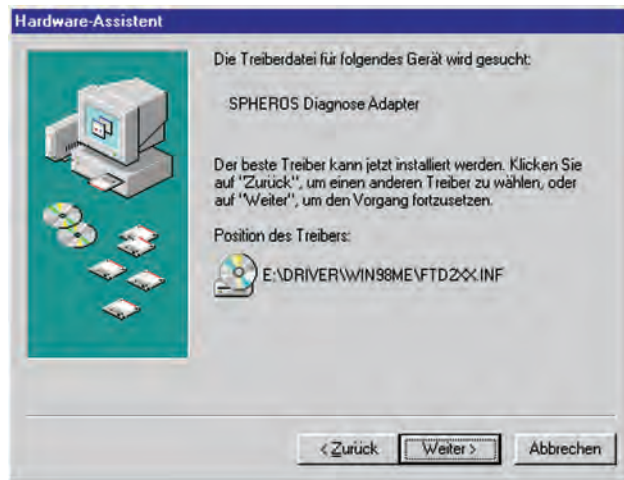 Hardware-Assistent
Die Treiberdatei für folgendes Gerät wird gesucht:
SPHEROS Diagnose Adapter
Der beste Treiber kann jetzt installiert werden. Klicken Sie
auf "Zurück", um einen anderen Treiber zu wählen, oder
auf "Weiter", um den Vorgang fortzusetzen.
Position des Treibers:
E:\DRIVER\WIN98ME\FTD2XX.INF
< Zurück
Weiter >
Abbrechen